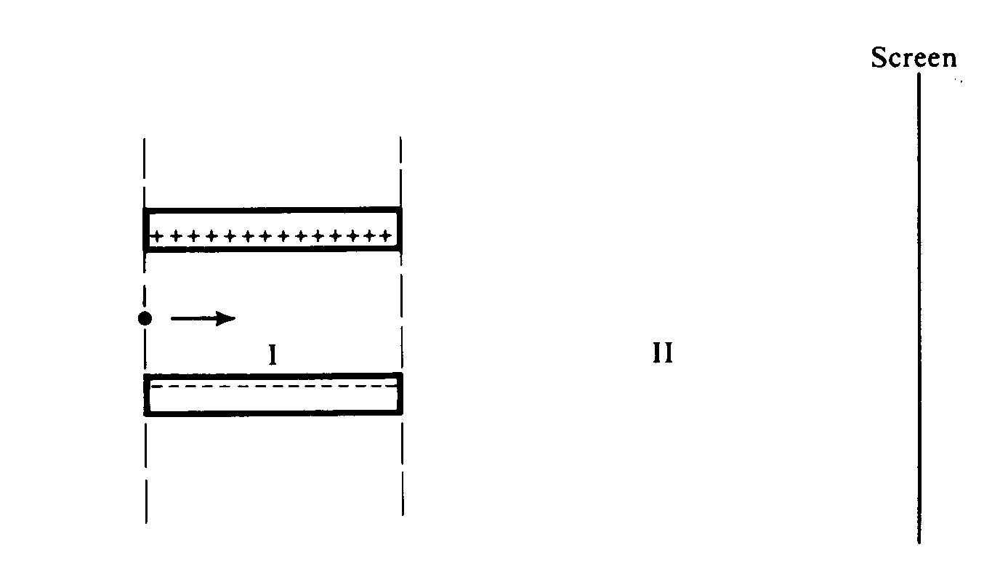 Screen
+ + + + + + + + + + + + + +
I
II
- - - - - - - - - - - - - -